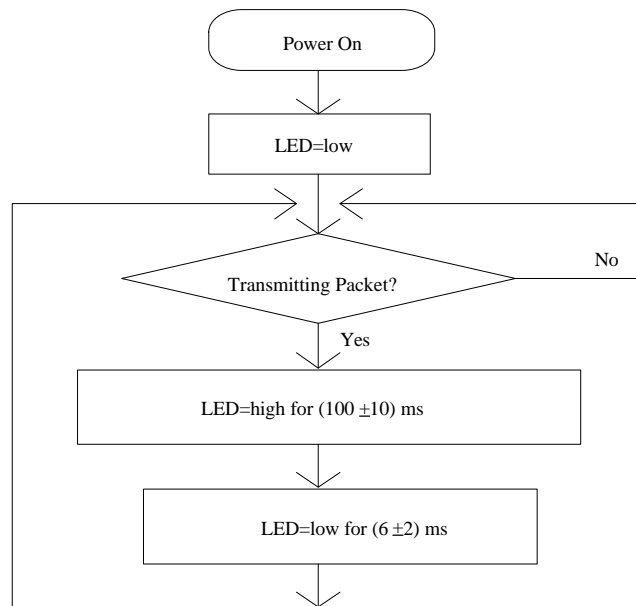 Power On
LED=low
Transmitting Packet?
No
Yes
LED=high for (100 ±10) ms
LED=low for (6 ±2) ms